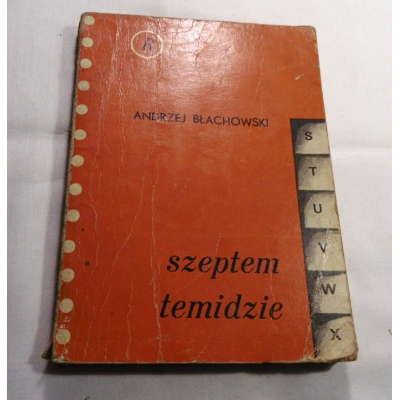 ANDRZEJ BŁACHOWSKI
S
T
U
V
W
X
szeptem
temidzie